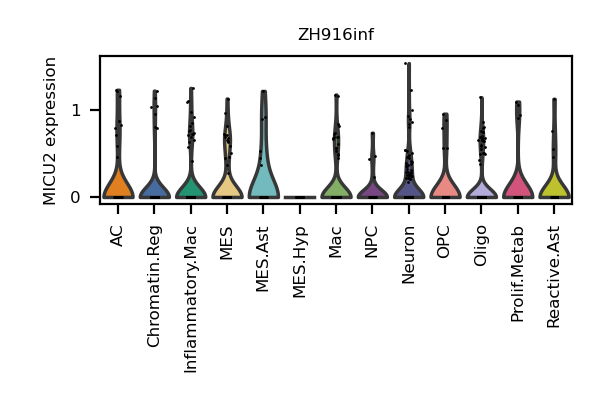 ZH916inf
MICU2 expression
1
0
AC
Chromatin.Reg
Inflammatory.Mac
MES
MES.Ast
MES.Hyp
Mac
NPC
Neuron
OPC
Oligo
Prolif.Metab
Reactive.Ast